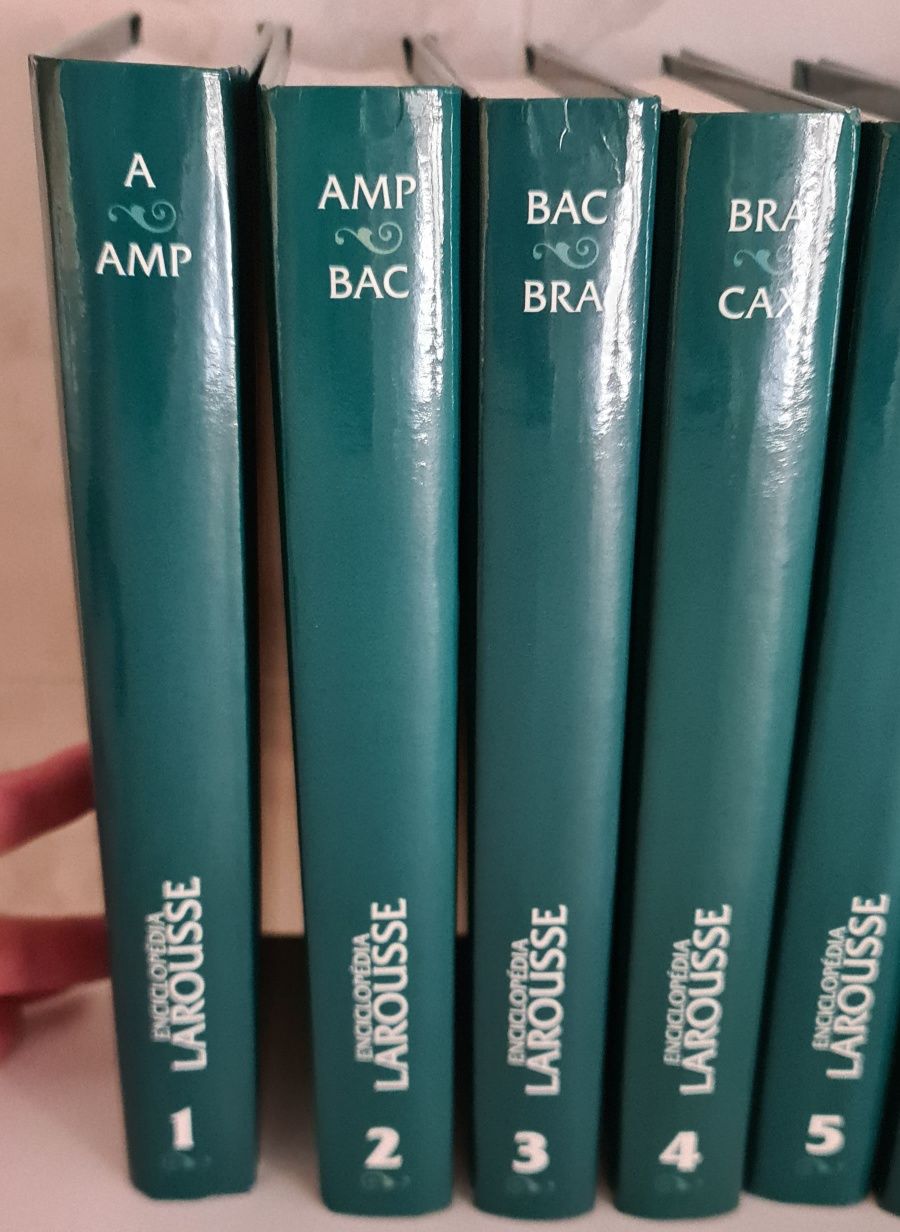 A
AMP
ENCICLOPÉDIA
LAROUSSE
1
AMP
BAC
ENCICLOPÉDIA
LAROUSSE
2
BAC
BRA
ENCICLOPÉDIA
LAROUSSE
3
BRA
CAX
ENCICLOPÉDIA
LAROUSSE
4
ENCICLOPÉDIA
LAROUSSE
5